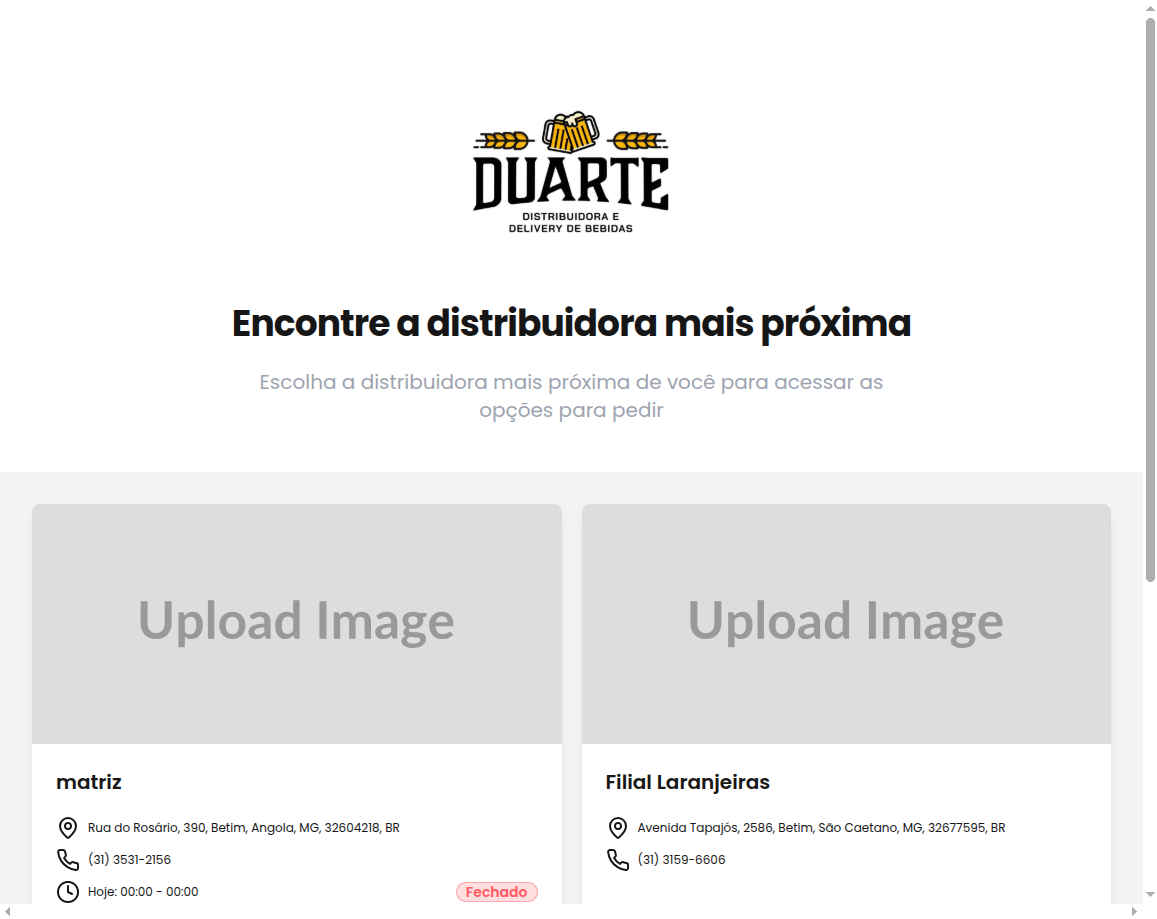 DUARTE
DISTRIBUIDORA E
DELIVERY DE BEBIDAS
Encontre a distribuidora mais próxima
Escolha a distribuidora mais próxima de você para acessar as
opções para pedir
Upload Image
Upload Image
matriz
Rua do Rosário, 390, Betim, Angola, MG, 32604218, BR
(31) 3531-2156
Hoje: 00:00 - 00:00
Fechado
Filial Laranjeiras
Avenida Tapajós, 2586, Betim, São Caetano, MG, 32677595, BR
(31) 3159-6606